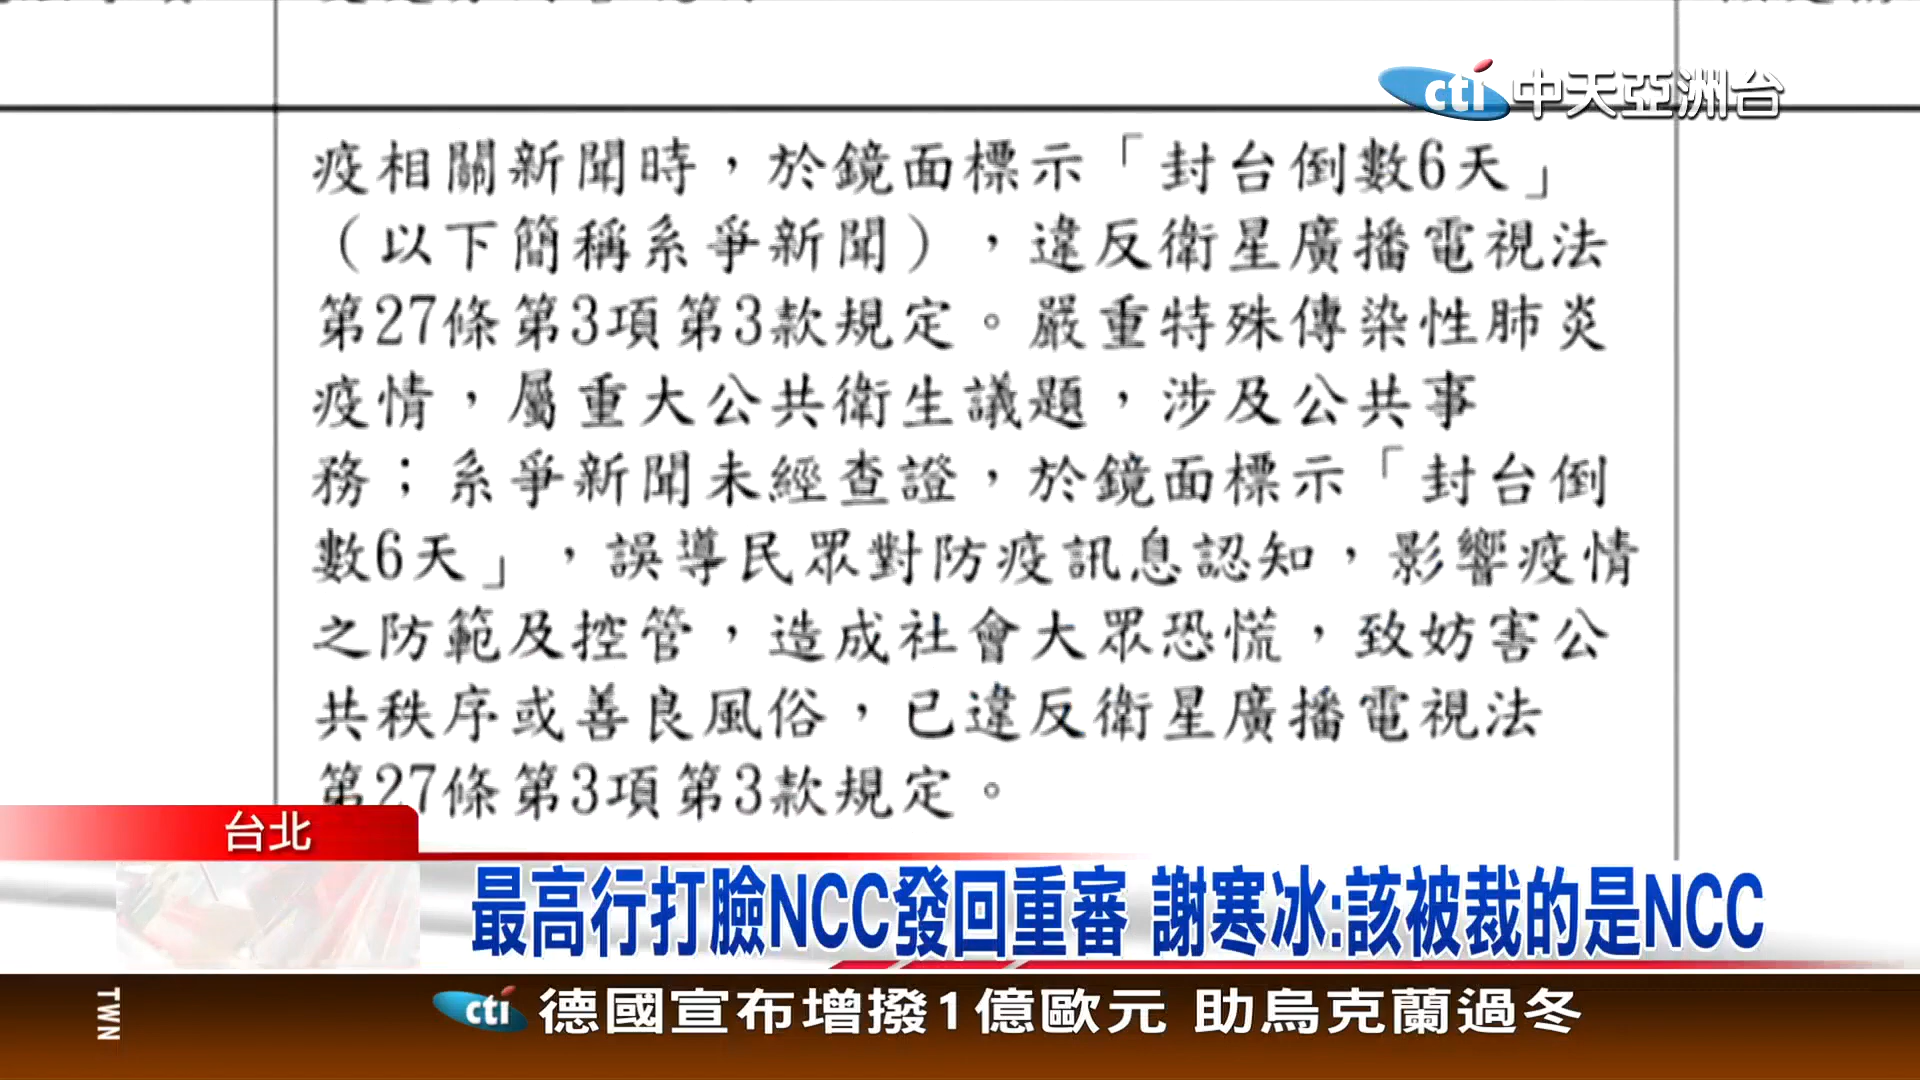 cti 中天亞洲台
疫相關新聞時，於鏡面標示「封台倒數6天」
（以下簡稱系爭新聞），違反衛星廣播電視法
第27條第3項第3款規定。嚴重特殊傳染性肺炎
疫情，屬重大公共衛生議題，涉及公共事
務；系爭新聞未經查證，於鏡面標示「封台倒
數6天」，誤導民眾對防疫訊息認知，影響疫情
之防範及控管，造成社會大眾恐慌，致妨害公
共秩序或善良風俗，已違反衛星廣播電視法
第27條第3項第3款規定。
台北
最高行打臉NCC發回重審 謝寒冰:該被裁的是NCC
TWN
cti 德國宣布增撥1億歐元 助烏克蘭過冬